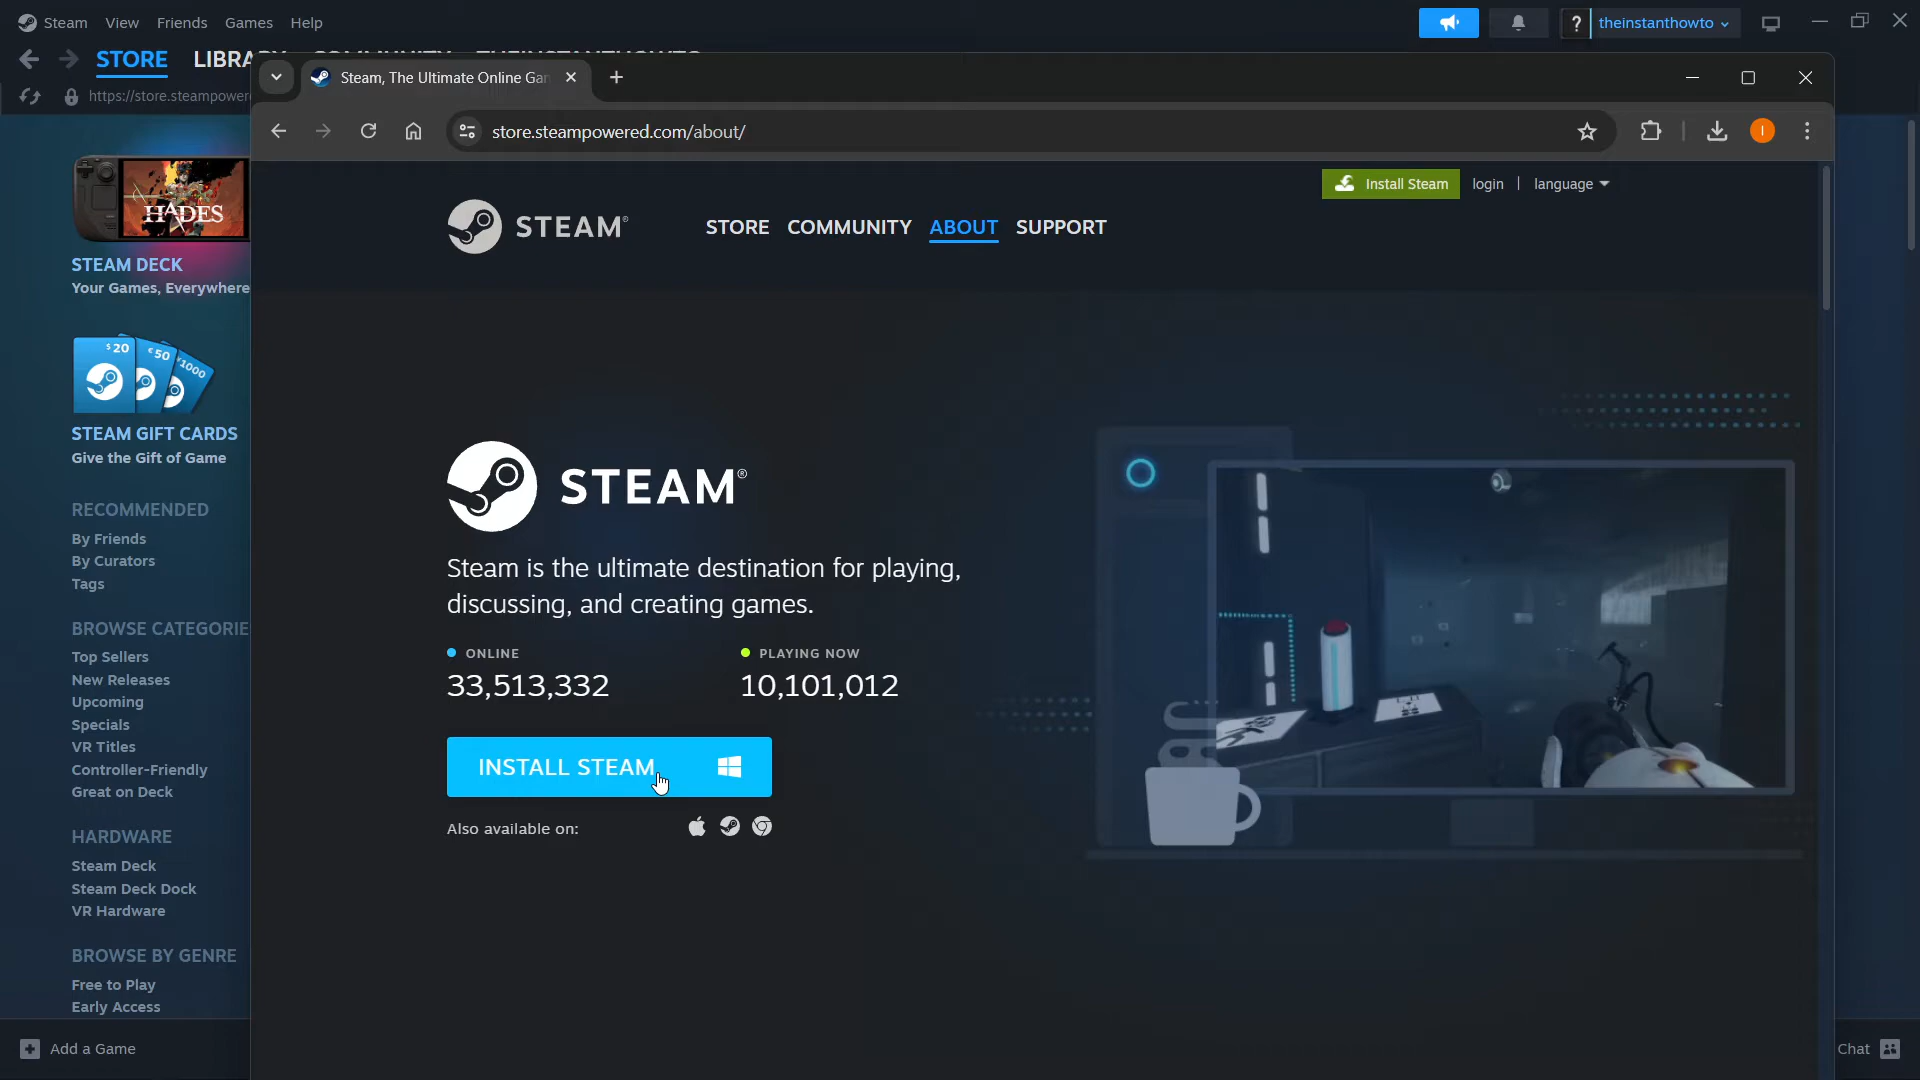 Steam View Friends Games Help
theinstanthowto
STORE
https://store.steampower
Steam, The Ultimate Online Gar
store.steampowered.com/about/
Install Steam login | language
STEAM®
STORE COMMUNITY ABOUT SUPPORT
HADES
STEAM DECK
Your Games, Everywhere
$20 €50 ¥1000
STEAM GIFT CARDS
Give the Gift of Game
RECOMMENDED
By Friends
By Curators
Tags
BROWSE CATEGORIE
Top Sellers
New Releases
Upcoming
Specials
VR Titles
Controller-Friendly
Great on Deck
HARDWARE
Steam Deck
Steam Deck Dock
VR Hardware
BROWSE BY GENRE
Free to Play
Early Access
Add a Game
STEAM®
Steam is the ultimate destination for playing,
discussing, and creating games.
ONLINE PLAYING NOW
33,513,332 10,101,012
INSTALL STEAM
Also available on:
Chat